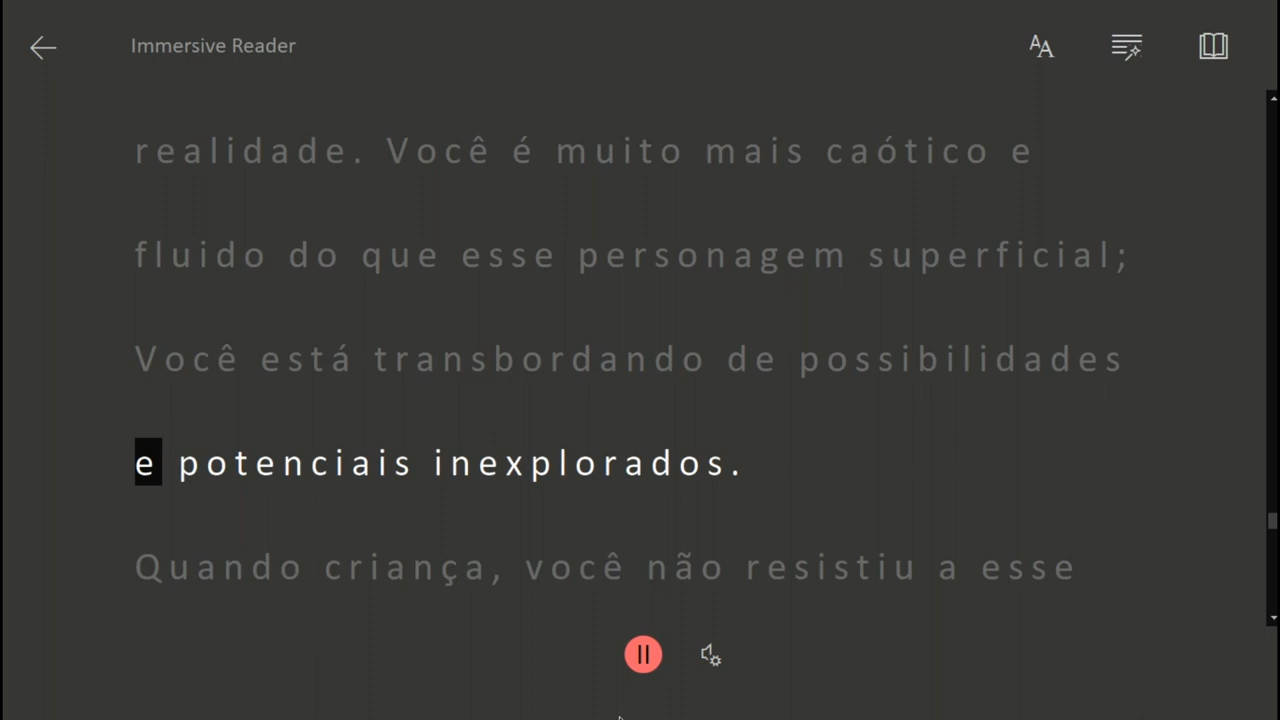 Immersive Reader
realidade. Você é muito mais caótico e
fluido do que esse personagem superficial;
Você está transbordando de possibilidades
e potenciais inexplorados.
Quando criança, você não resistiu a esse